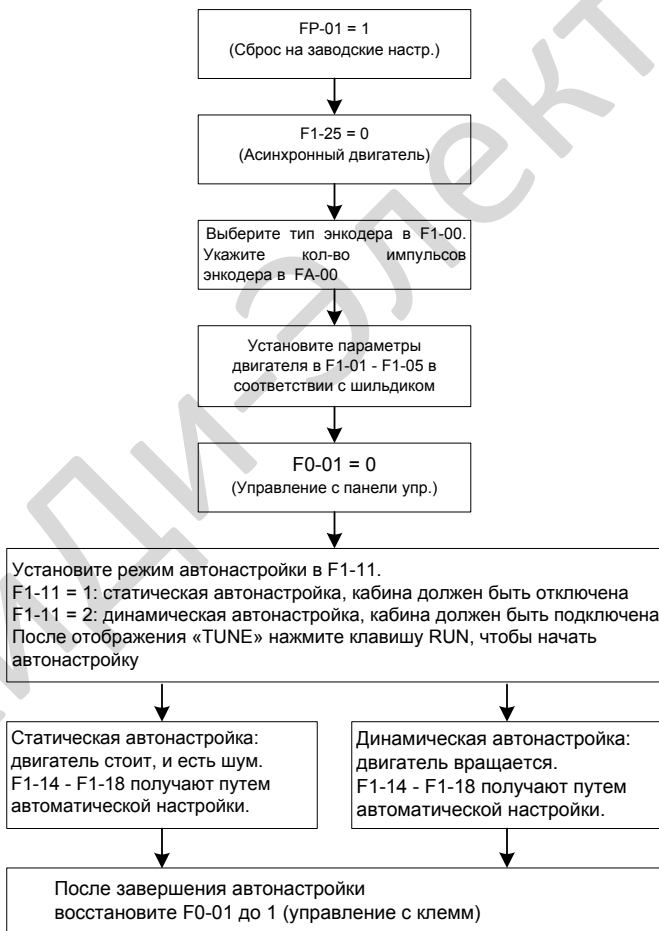 FP-01 = 1
(Сброс на заводские настр.)
F1-25 = 0
(Асинхронный двигатель)
Выберите тип энкодера в F1-00.
Укажите кол-во импульсов
энкодера в FA-00
Установите параметры
двигателя в F1-01 - F1-05 в
соответствии с шильдиком
F0-01 = 0
(Управление с панели упр.)
Установите режим автонастройки в F1-11.
F1-11 = 1: статическая автонастройка, кабина должен быть отключена
F1-11 = 2: динамическая автонастройка, кабина должен быть подключена
После отображения «TUNE» нажмите клавишу RUN, чтобы начать
автонастройку
Статическая автонастройка:
двигатель стоит, и есть шум.
F1-14 - F1-18 получают путем
автоматической настройки.
Динамическая автонастройка:
двигатель вращается.
F1-14 - F1-18 получают путем
автоматической настройки.
После завершения автонастройки
восстановите F0-01 до 1 (управление с клемм)